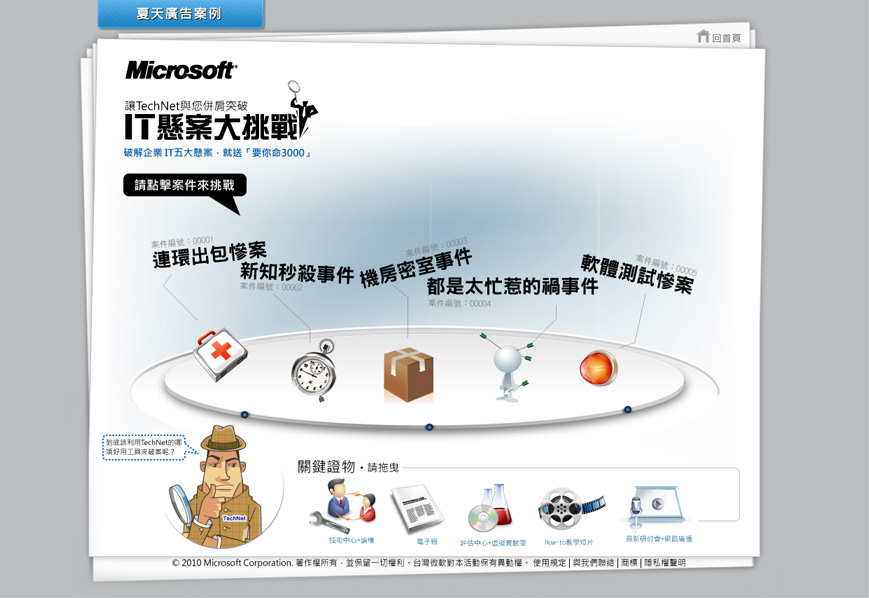 夏天廣告案例
回首頁
Microsoft
讓TechNet與您併肩突破
IT懸案大挑戰
破解企業IT五大懸案，就送「要你命3000」
請點擊案件來挑戰
案件編號：00001
連環出包慘案
新知秒殺事件
案件編號：00002
案件編號：00003
機房密室事件
都是太忙惹的禍事件
案件編號：00004
案件編號：00005
軟體測試慘案
到底該利用TechNet的哪
項好用工具來破案呢？
TechNet
關鍵證物・請拖曳
技術中心+論壇
電子報
評估中心+虛擬實驗室
How-to教學短片
最新研討會+網路廣播
© 2010 Microsoft Corporation. 著作權所有，並保留一切權利。台灣微軟對本活動保有異動權。 使用規定 | 與我們聯絡 | 商標 | 隱私權聲明